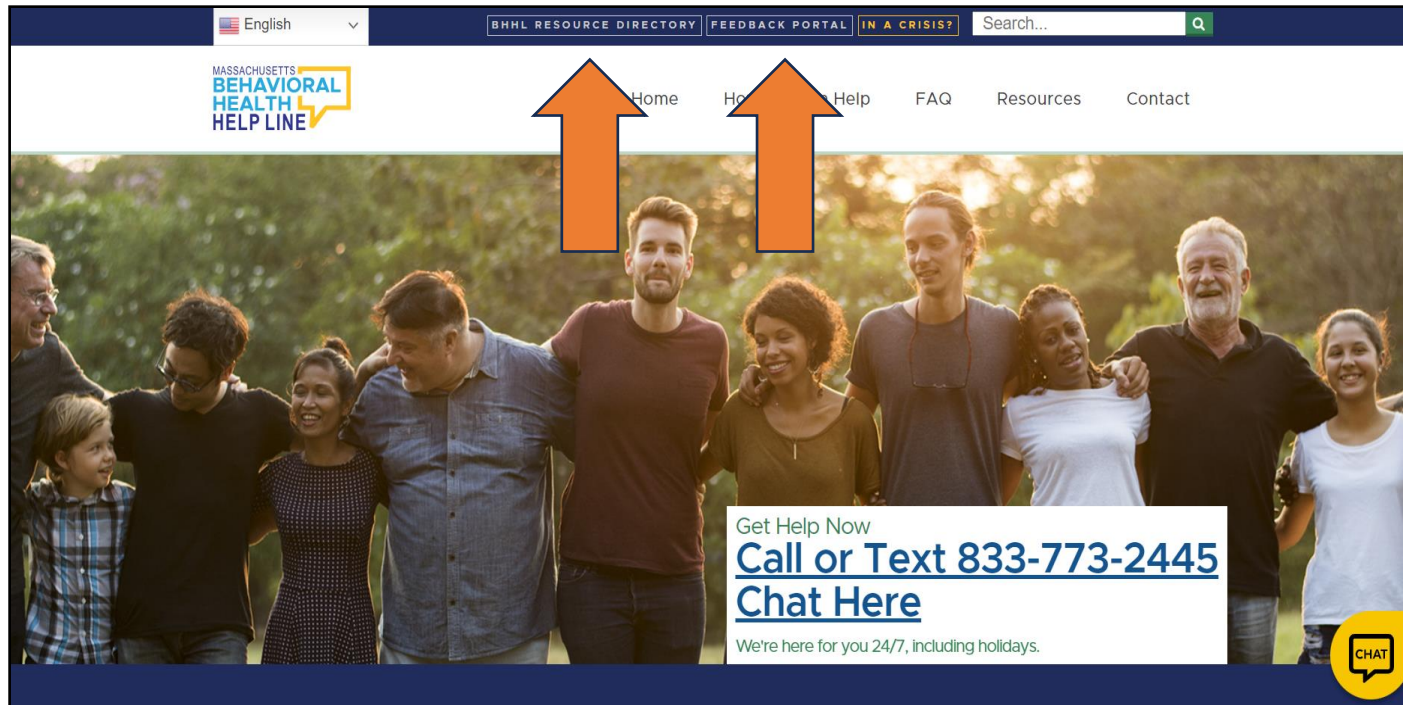 English
BHHL RESOURCE DIRECTORY FEEDBACK PORTAL IN A CRISIS? Search...
MASSACHUSETTS
BEHAVIORAL
HEALTH
HELP LINE
Home Help FAQ Resources Contact
Get Help Now
Call or Text 833-773-2445
Chat Here
We're here for you 24/7, including holidays.
CHAT